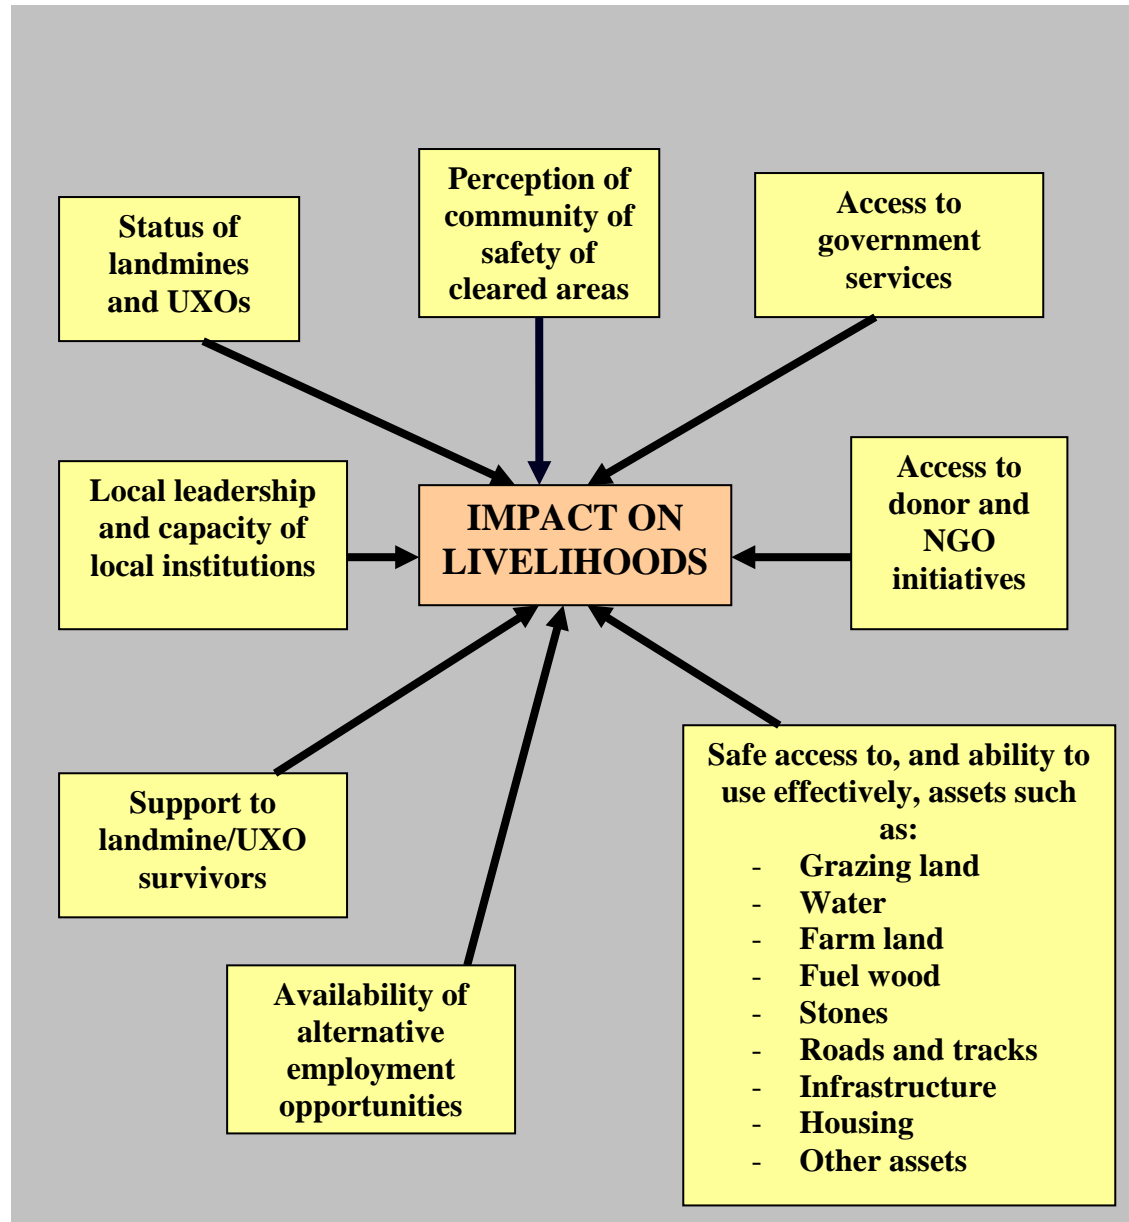 Perception of
community of
safety of
cleared areas
Access to
government
services
Status of
landmines
and UXOs
Local leadership
and capacity of
local institutions
IMPACT ON
LIVELIHOODS
Access to
donor and
NGO
initiatives
Support to
landmine/UXO
survivors
Safe access to, and ability to
use effectively, assets such
as:
- Grazing land
- Water
- Farm land
- Fuel wood
- Stones
- Roads and tracks
- Infrastructure
- Housing
- Other assets
Availability of
alternative
employment
opportunities